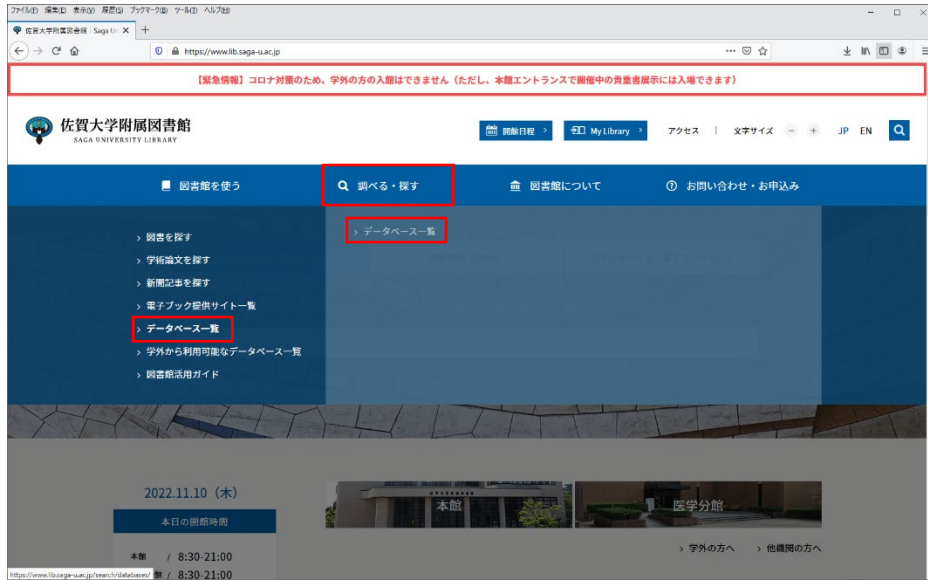 ファイル(F) 編集(E) 表示(V) 履歴(S) ブックマーク(B) ツール(T) ヘルプ(H)
佐賀大学附属図書館 | Saga Un
https://www.lib.saga-u.ac.jp
【緊急情報】コロナ対策のため、学外の方の入館はできません（ただし、本館エントランスで開催中の貴重書展示には入場できます）
佐賀大学附属図書館
SAGA UNIVERSITY LIBRARY
開館日程
My Library
アクセス | 文字サイズ － ＋ JP EN
図書館を使う 調べる・探す 図書館について お問い合わせ・お申込み
図書を探す
学術論文を探す
新聞記事を探す
電子ブック提供サイト一覧
データベース一覧
学外から利用可能なデータベース一覧
図書館活用ガイド
データベース一覧
2022.11.10（木）
本日の開館時間
本館 / 8:30-21:00
館 / 8:30-21:00
本館
医学分館
学外の方へ 他機関の方へ
https://www.lib.saga-u.ac.jp/search/databases/